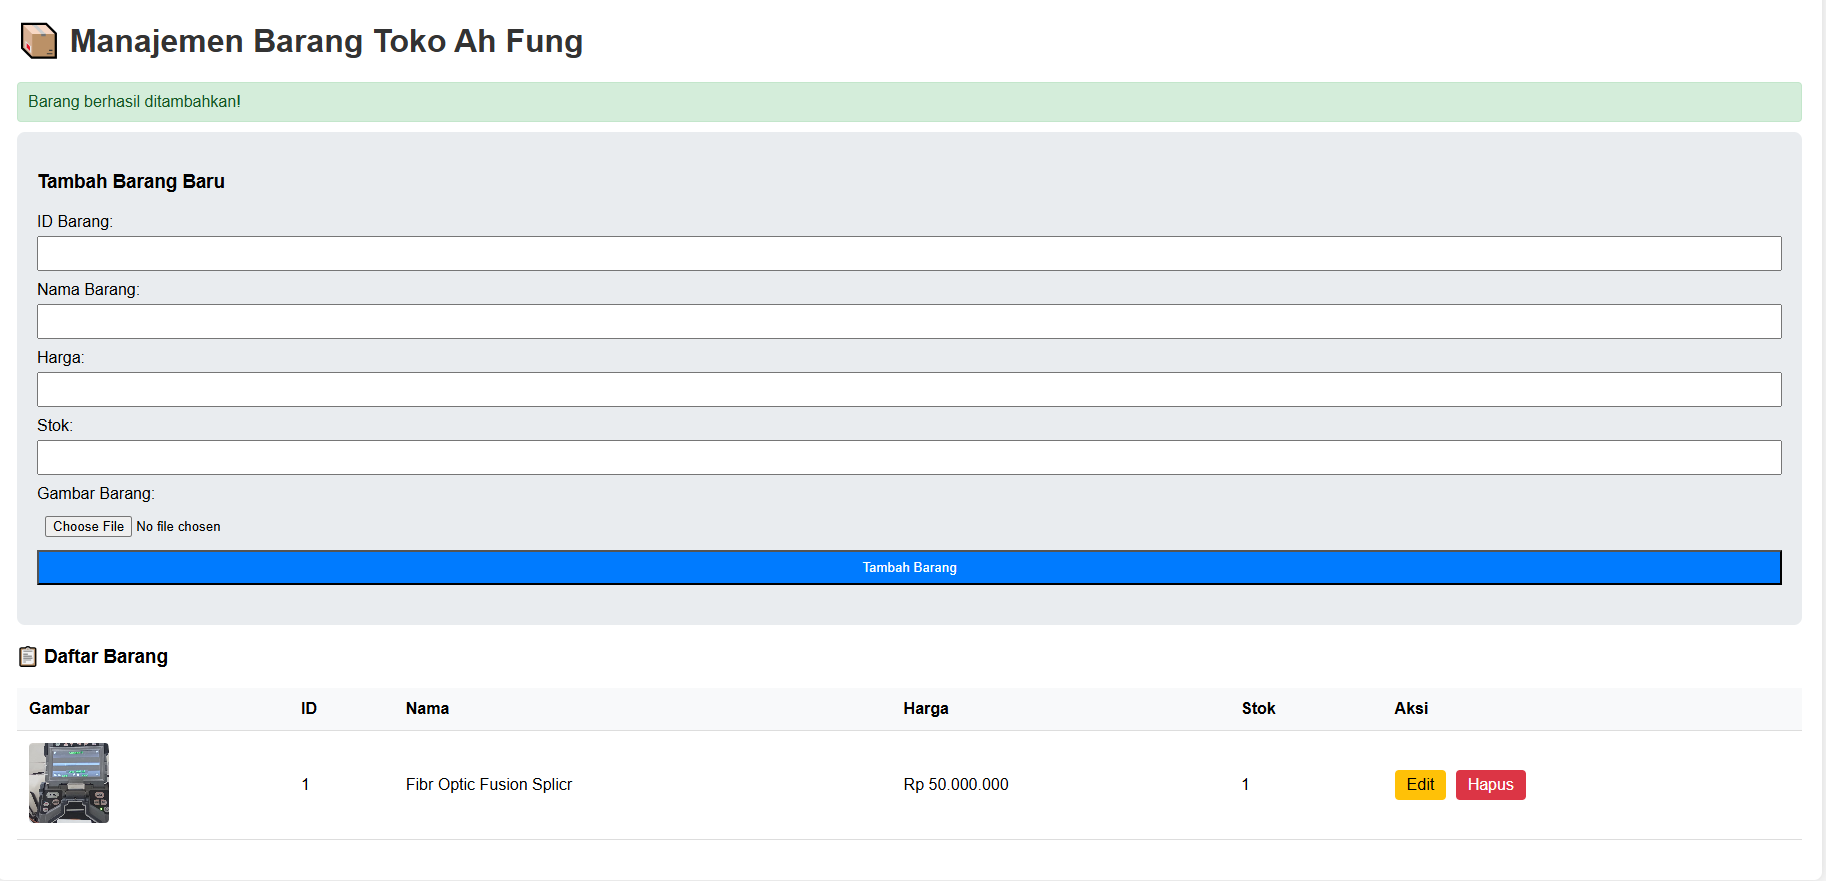 Manajemen Barang Toko Ah Fung
Barang berhasil ditambahkan!
Tambah Barang Baru
ID Barang:
Nama Barang:
Harga:
Stok:
Gambar Barang:
Choose File No file chosen
Tambah Barang
Daftar Barang
Gambar ID Nama Harga Stok Aksi
1 Fibr Optic Fusion Splicr Rp 50.000.000 1 Edit Hapus